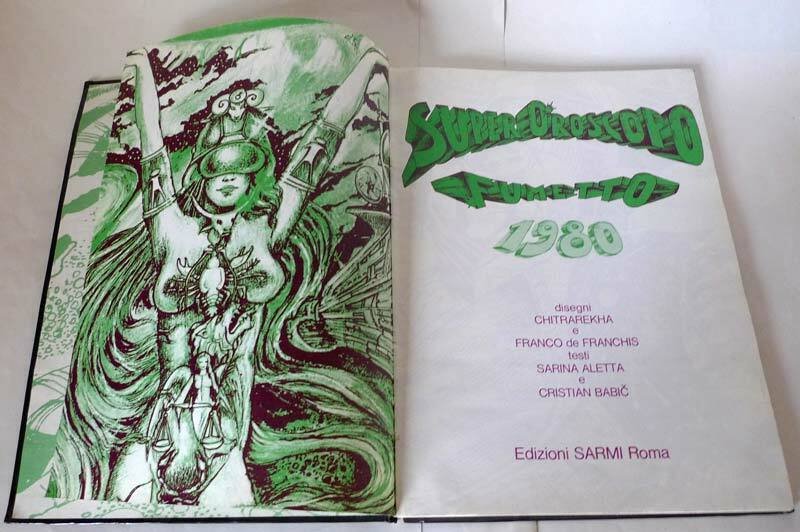 SUPER OROSCOPO
FUMETTO
1980
disegni
CHITRAREKHA
e
FRANCO de FRANCHIS
testi
SARINA ALETTA
e
CRISTIAN BABIČ
Edizioni SARMI Roma